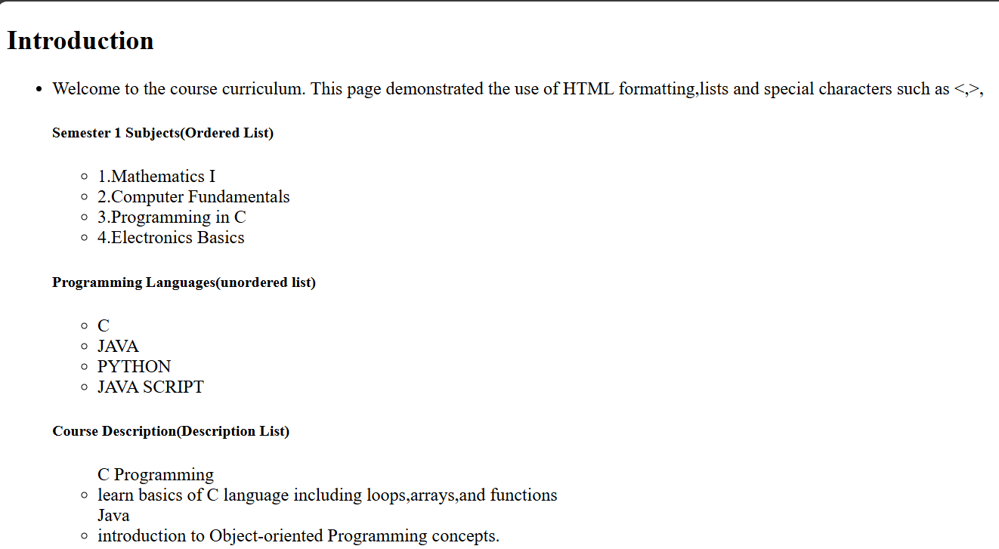 Introduction
Welcome to the course curriculum. This page demonstrated the use of HTML formatting,lists and special characters such as <,>,
Semester 1 Subjects(Ordered List)
1.Mathematics I
2.Computer Fundamentals
3.Programming in C
4.Electronics Basics
Programming Languages(unordered list)
C
JAVA
PYTHON
JAVA SCRIPT
Course Description(Description List)
C Programming
learn basics of C language including loops,arrays,and functions
Java
introduction to Object-oriented Programming concepts.